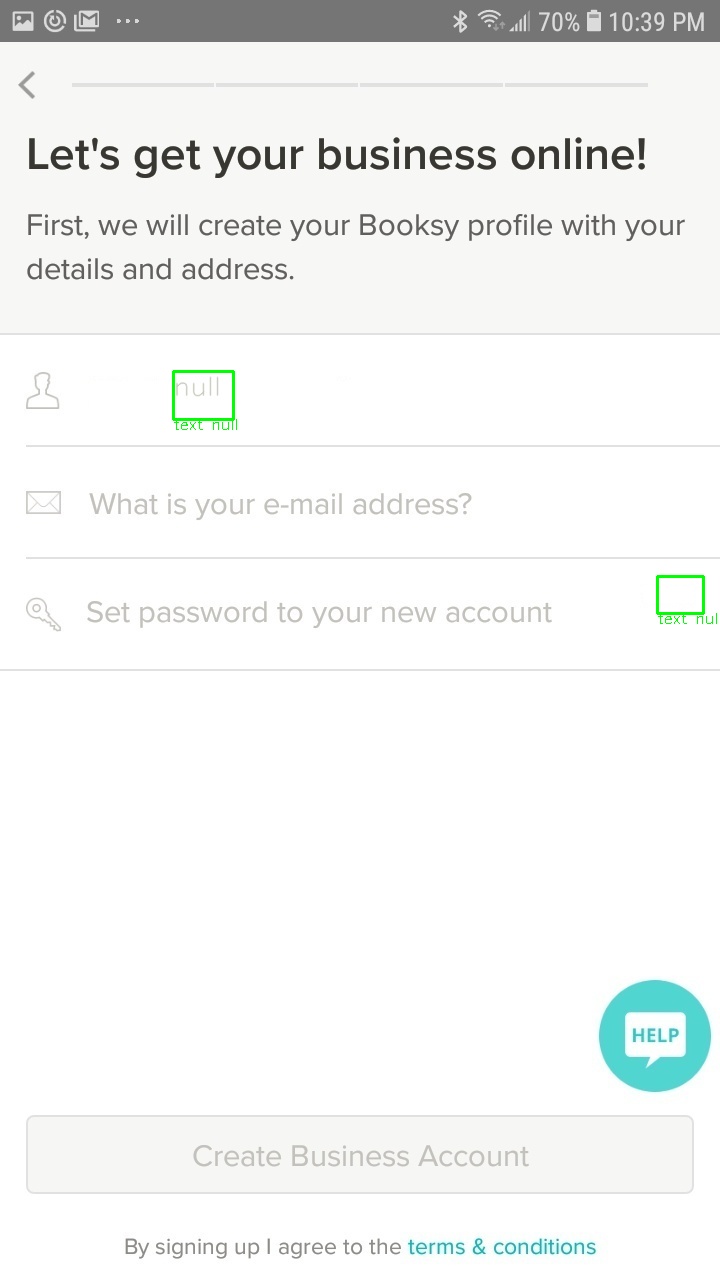 70% 10:39 PM
Let's get your business online!
First, we will create your Booksy profile with your
details and address.
null
text null
What is your e-mail address?
Set password to your new account
text nul
HELP
Create Business Account
By signing up I agree to the terms & conditions